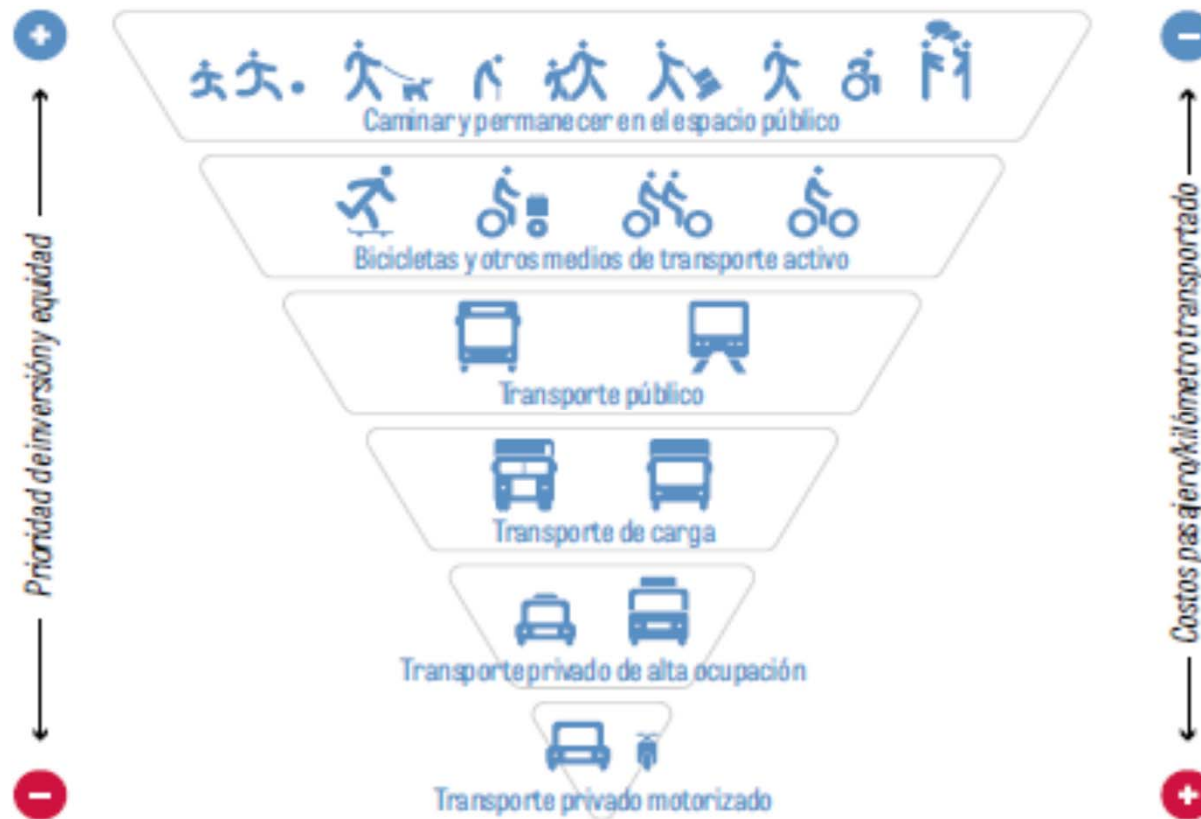 Caminar y permanecer en el espacio público
Bicicletas y otros medios de transporte activo
Transporte público
Transporte de carga
Transporte privado de alta ocupación
Transporte privado motorizado
Prioridad de inversión y equidad
Costos pasajero/kilómetro transportado